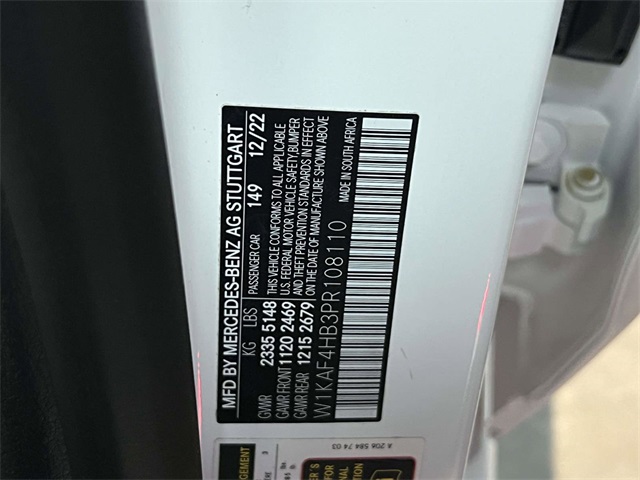 MFD BY MERCEDES-BENZ AG STUTTGART
KG LBS PASSENGER CAR 149 12/22
GVWR 2335 5148 THIS VEHICLE CONFORMS TO ALL APPLICABLE
GAWR FRONT 1120 2469 U.S. FEDERAL MOTOR VEHICLE SAFETY, BUMPER
GAWR REAR 1215 2679 AND THEFT PREVENTION STANDARDS IN EFFECT
ON DATE OF MANUFACTURE SHOWN ABOVE
W1KAF4HB3PR108110 MADE IN SOUTH AFRICA
A 206 584 74 03